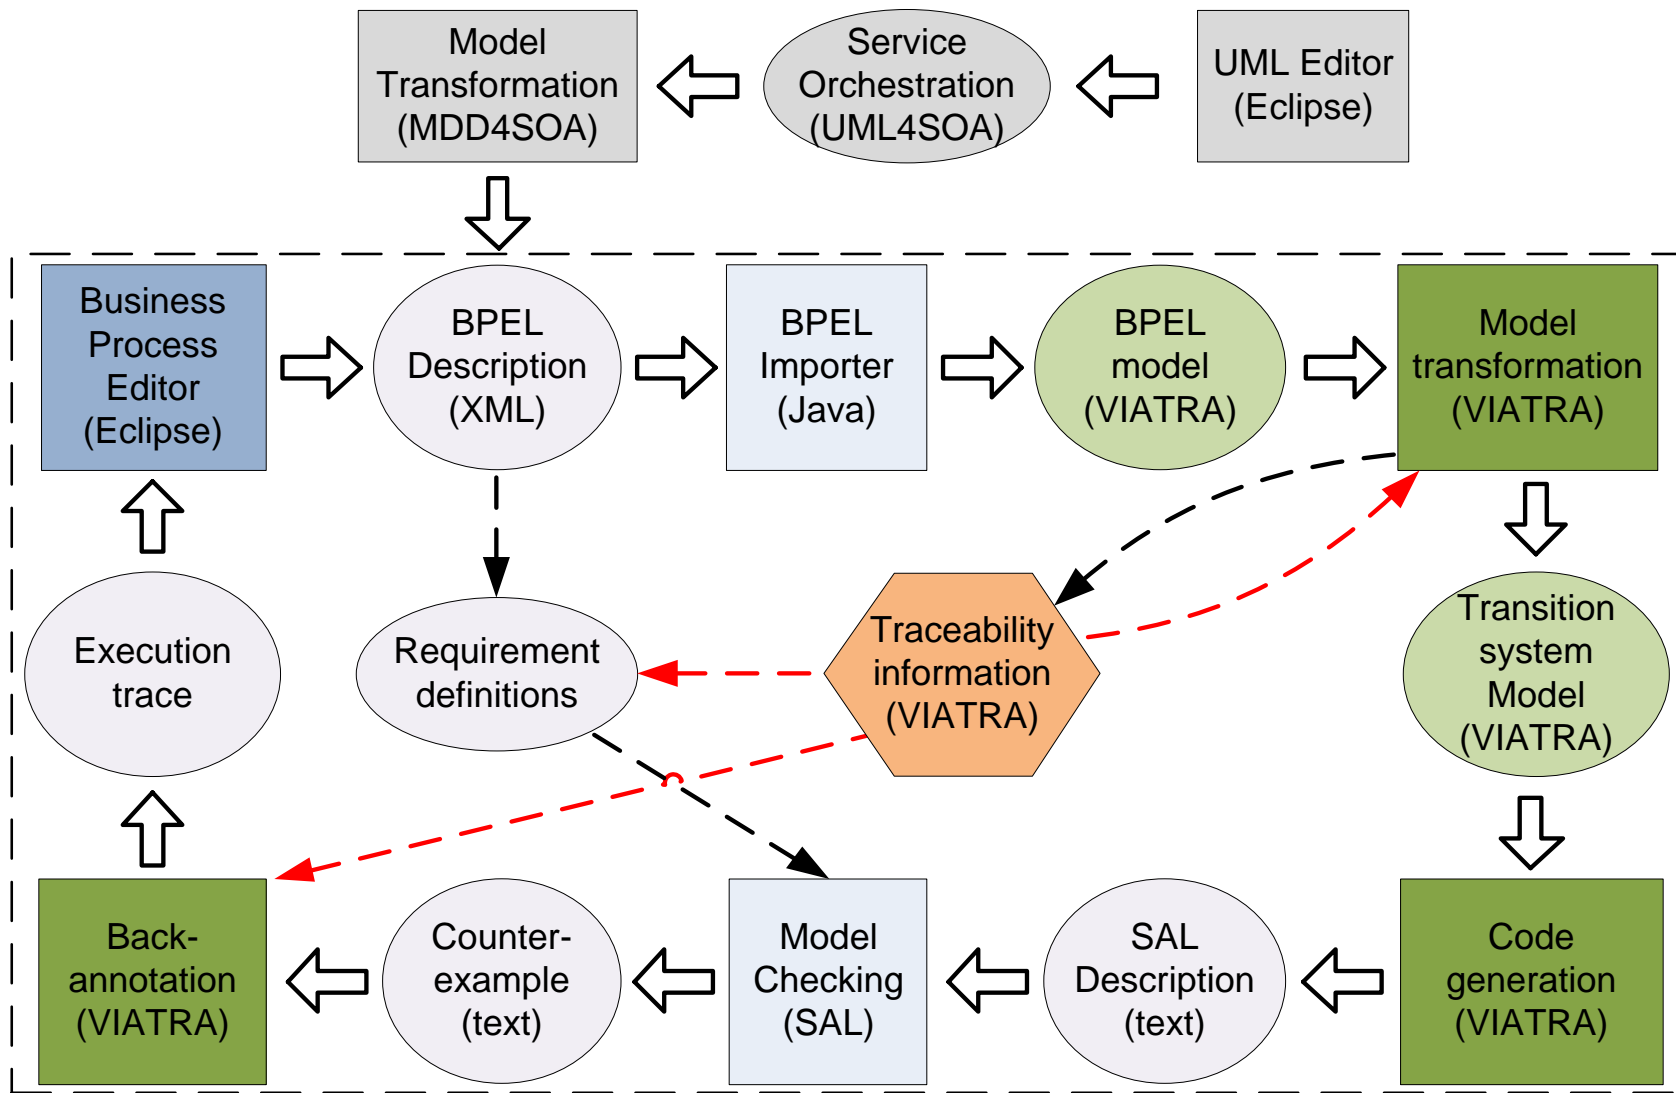 Model
Transformation
(MDD4SOA)
Service
Orchestration
(UML4SOA)
UML Editor
(Eclipse)
Business
Process
Editor
(Eclipse)
BPEL
Description
(XML)
BPEL
Importer
(Java)
BPEL
model
(VIATRA)
Model
transformation
(VIATRA)
Execution
trace
Requirement
definitions
Traceability
information
(VIATRA)
Transition
system
Model
(VIATRA)
Back-
annotation
(VIATRA)
Counter-
example
(text)
Model
Checking
(SAL)
SAL
Description
(text)
Code
generation
(VIATRA)